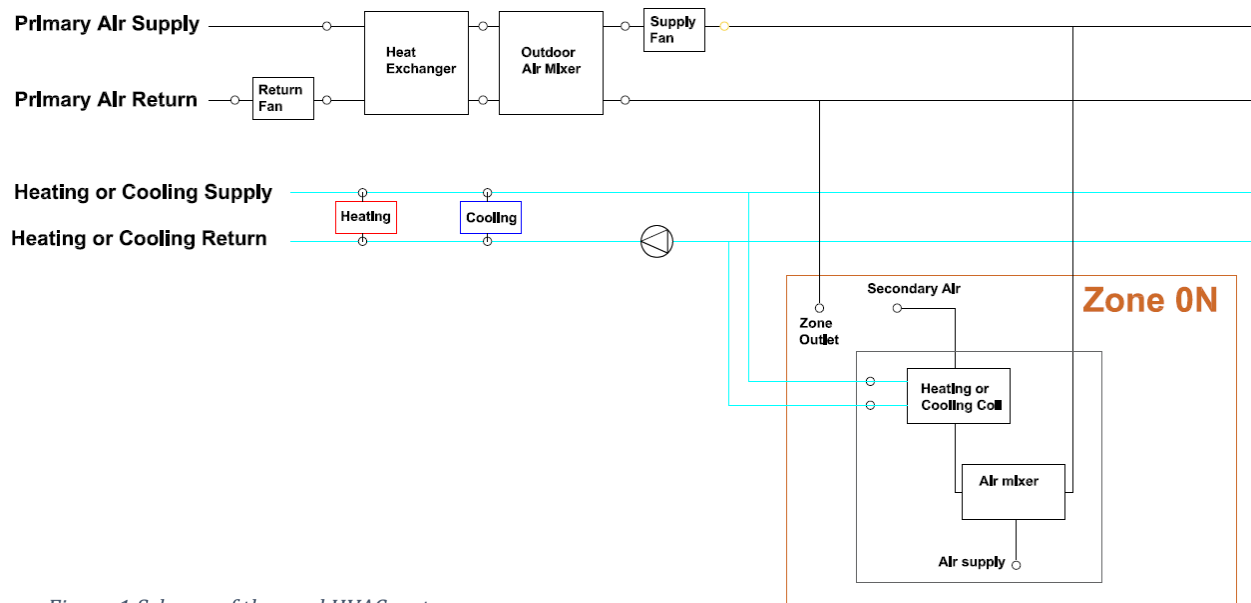 Primary Air Supply
Supply
Fan
Heat
Exchanger
Outdoor
Air Mixer
Primary Air Return
Return
Fan
Heating or Cooling Supply
Heating
Cooling
Heating or Cooling Return
Zone 0N
Secondary Air
Zone
Outlet
Heating or
Cooling Coil
Air mixer
Air supply